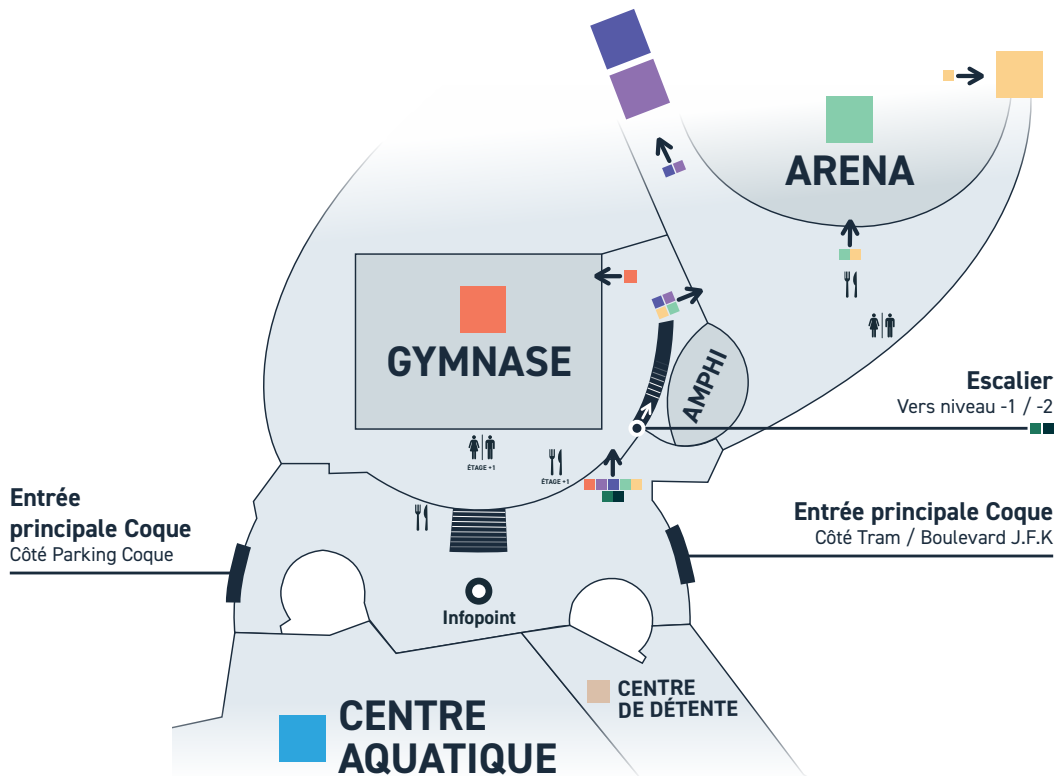 ARENA
GYMNASE
AMPHI
Escalier
Vers niveau -1 / -2
ÉTAGE +1
ÉTAGE +1
Entrée
principale Coque
Côté Parking Coque
Entrée principale Coque
Côté Tram / Boulevard J.F.K
Infopoint
CENTRE
DE DÉTENTE
CENTRE
AQUATIQUE